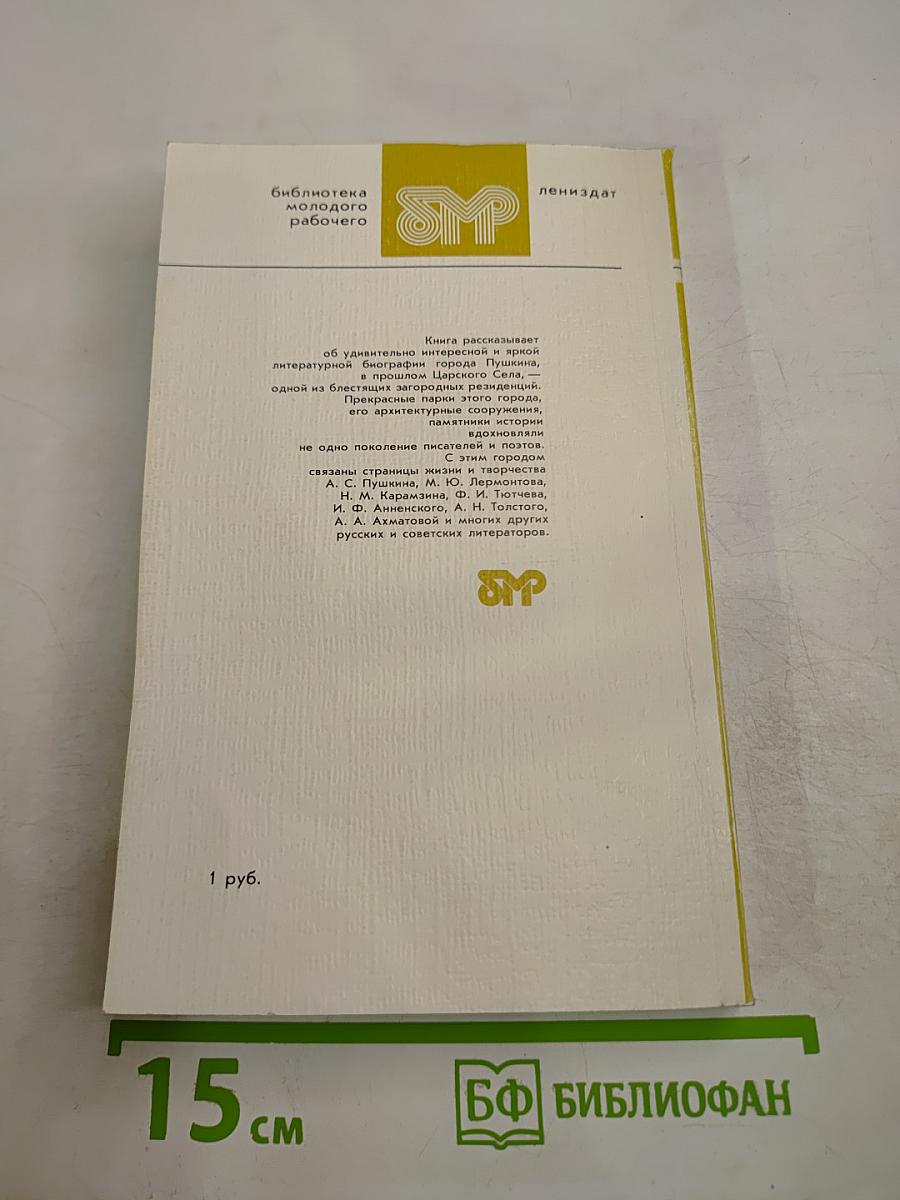 библиотека
молодого
рабочего
бмр
лениздат
Книга рассказывает
об удивительно интересной и яркой
литературной биографии города Пушкина,
в прошлом Царского Села, —
одной из блестящих загородных резиденций.
Прекрасные парки этого города,
его архитектурные сооружения,
памятники истории
вдохновляли
не одно поколение писателей и поэтов.
С этим городом
связаны страницы жизни и творчества
А. С. Пушкина, М. Ю. Лермонтова,
Н. М. Карамзина, Ф. И. Тютчева,
И. Ф. Анненского, А. Н. Толстого,
А. А. Ахматовой и многих других
русских и советских литераторов.
бмр
1 руб.
15 см
БФ БИБЛИОФАН